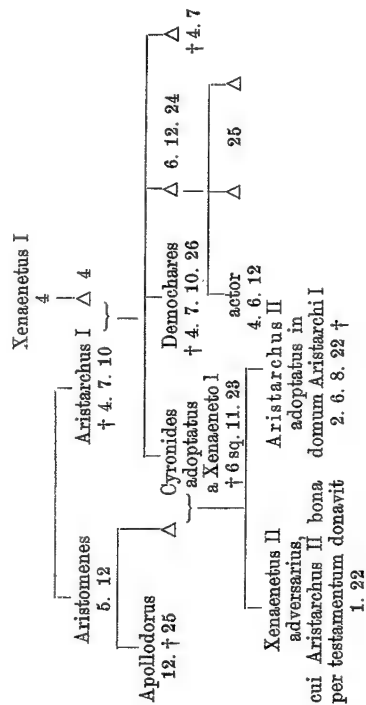 Xenaenetus I
4
Aristomenes
5. 12
Aristarchus I
† 4. 7. 10
△ 4
Apollodorus
12. † 25
△
Cyronides
adoptatus
a Xenaeneto I
† 6 sq. 11. 23
Demochares
† 4. 7. 10. 26
△ 6. 12. 24
△
† 4. 7
actor
4. 6. 12
△
25
△
Xenaenetus II
adversarius,
cui Aristarchus II bona
per testamentum donavit
1. 22
Aristarchus II
adoptatus in
domum Aristarchi I
2. 6. 8. 22 †